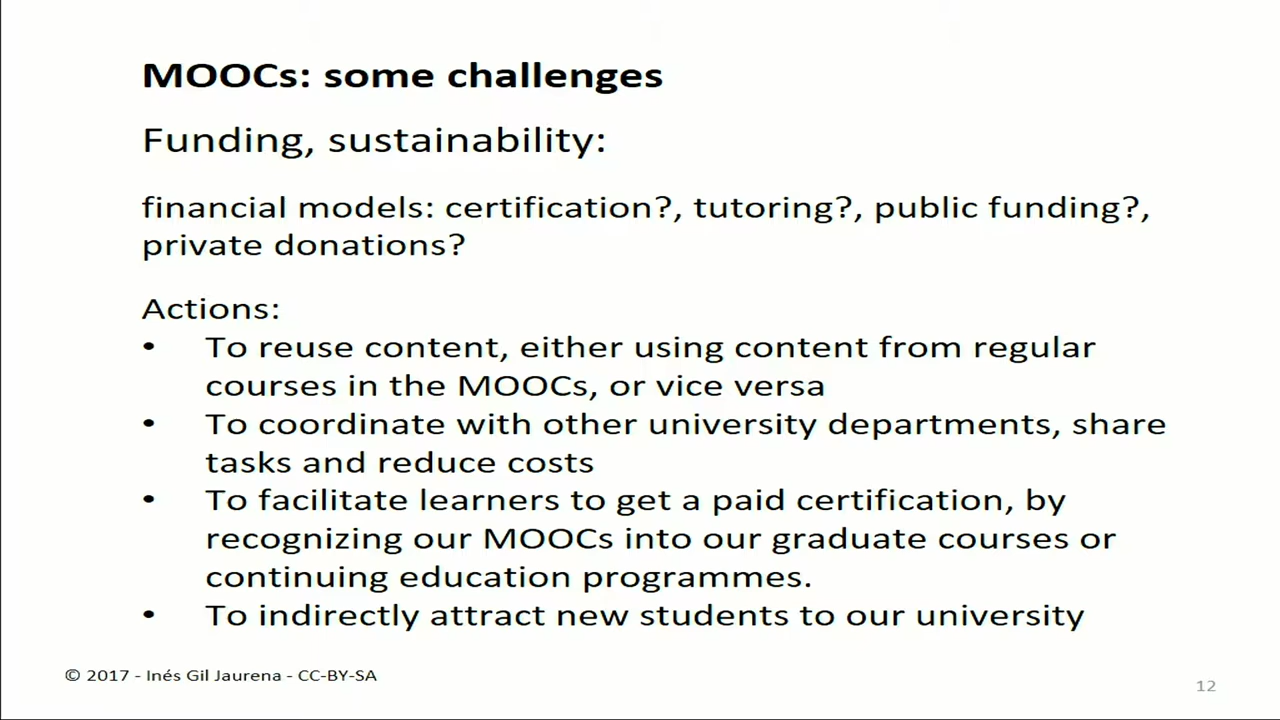 MOOCs: some challenges
Funding, sustainability:
financial models: certification?, tutoring?, public funding?,
private donations?
Actions:
• To reuse content, either using content from regular
courses in the MOOCs, or vice versa
• To coordinate with other university departments, share
tasks and reduce costs
• To facilitate learners to get a paid certification, by
recognizing our MOOCs into our graduate courses or
continuing education programmes.
• To indirectly attract new students to our university
© 2017 - Inés Gil Jaurena - CC-BY-SA
12